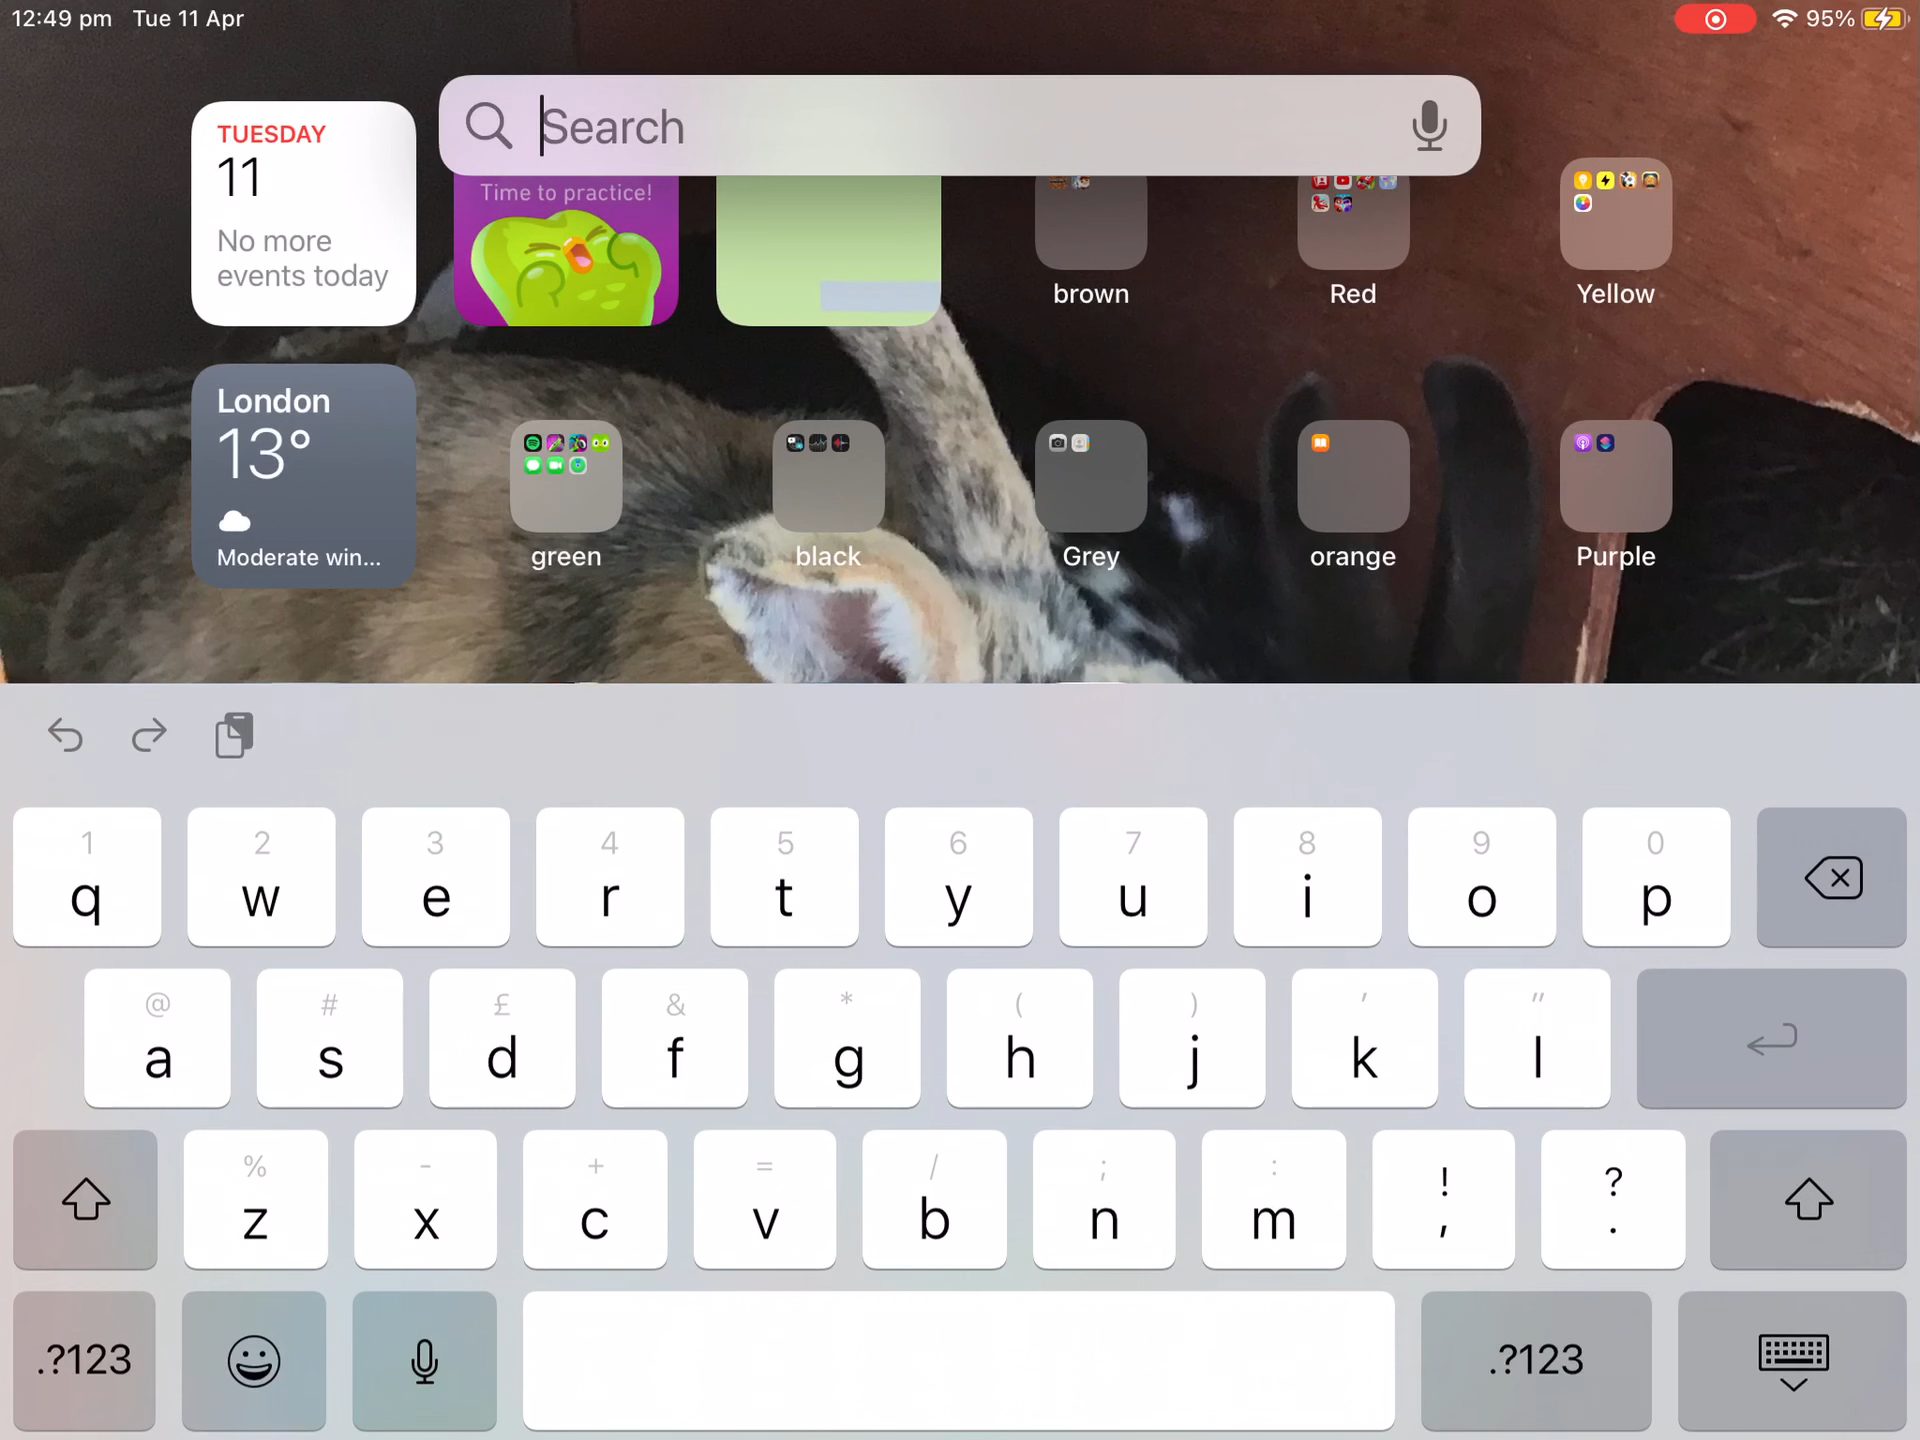 12:49 pm Tue 11 Apr
95%
Search
TUESDAY
11
No more
events today
Time to practice!
brown
Red
Yellow
London
13°
Moderate win...
green
black
Grey
orange
Purple
1 2 3 4 5 6 7 8 9 0
q w e r t y u i o p
@ # £ & * ( ) ' "
a s d f g h j k l
% - + = / ; : ! ?
z x c v b n m , .
.?123 .?123